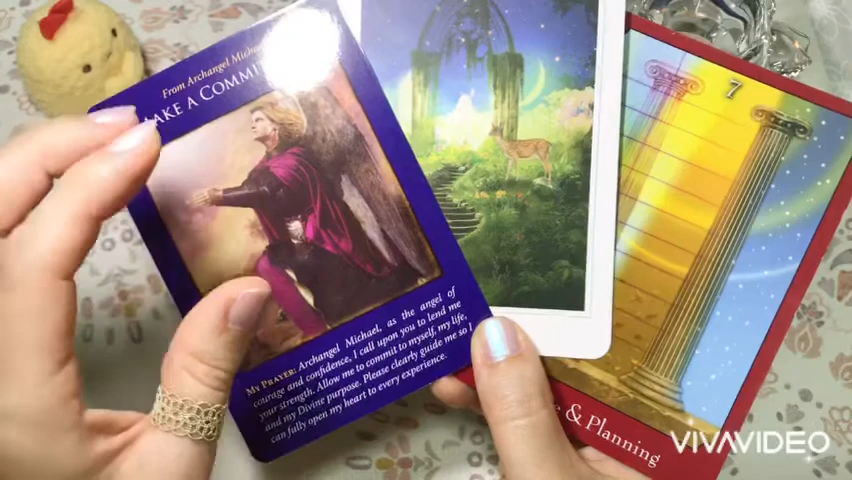 From Archangel Michael
MAKE A COMMIT
MY PRAYER: Archangel Michael, as the angel of
courage and confidence, I call upon you to lend me
your strength. Allow me to commit to myself, my life,
and my Divine purpose. Please clearly guide me so I
can fully open my heart to every experience.
7
& Planning
VIVAVIDEO